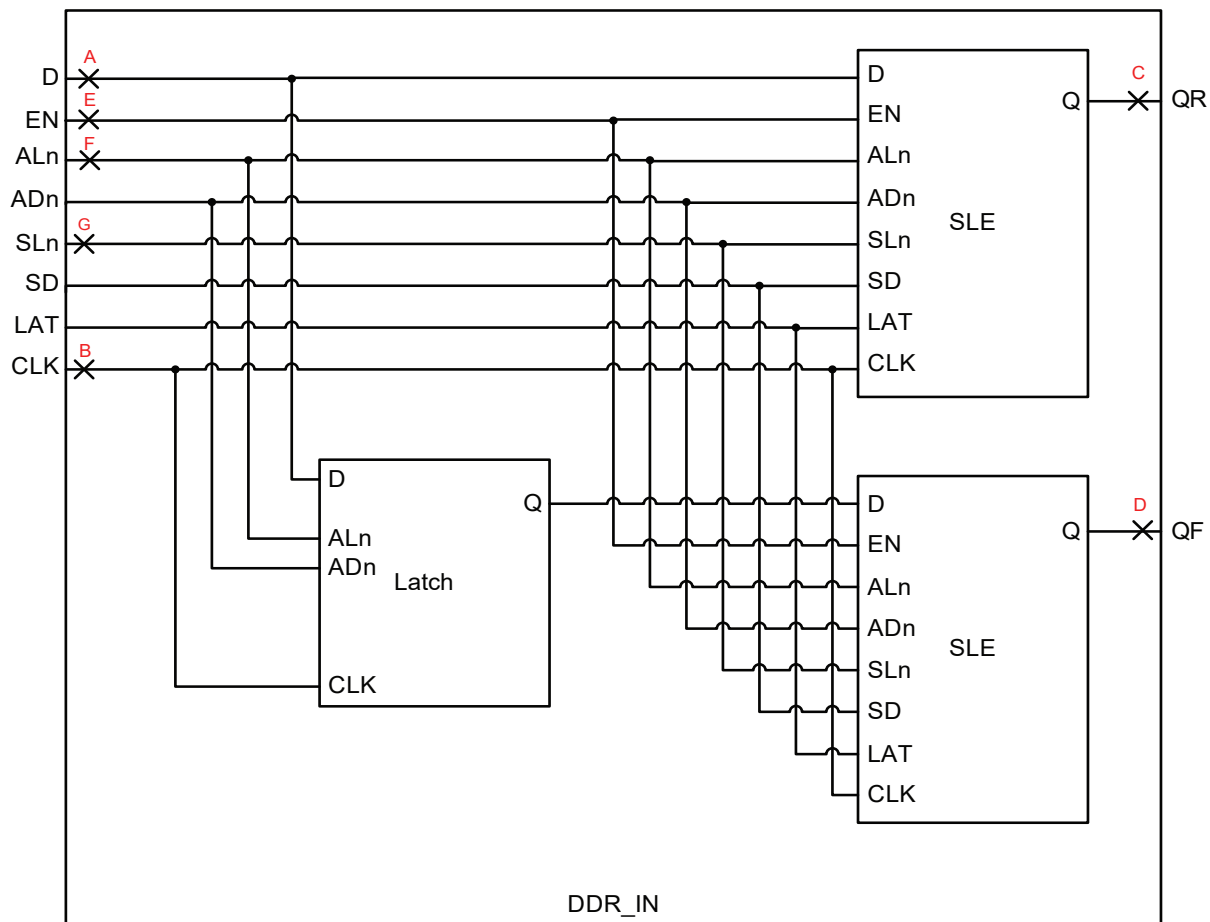 A
D
E
EN
F
ALn
ADn
G
SLn
SD
LAT
B
CLK
D
EN
ALn
ADn
SLn
SD
LAT
CLK
SLE
Q
C
QR
D
ALn
ADn
CLK
Latch
Q
D
EN
ALn
ADn
SLn
SD
LAT
CLK
SLE
Q
D
QF
DDR_IN